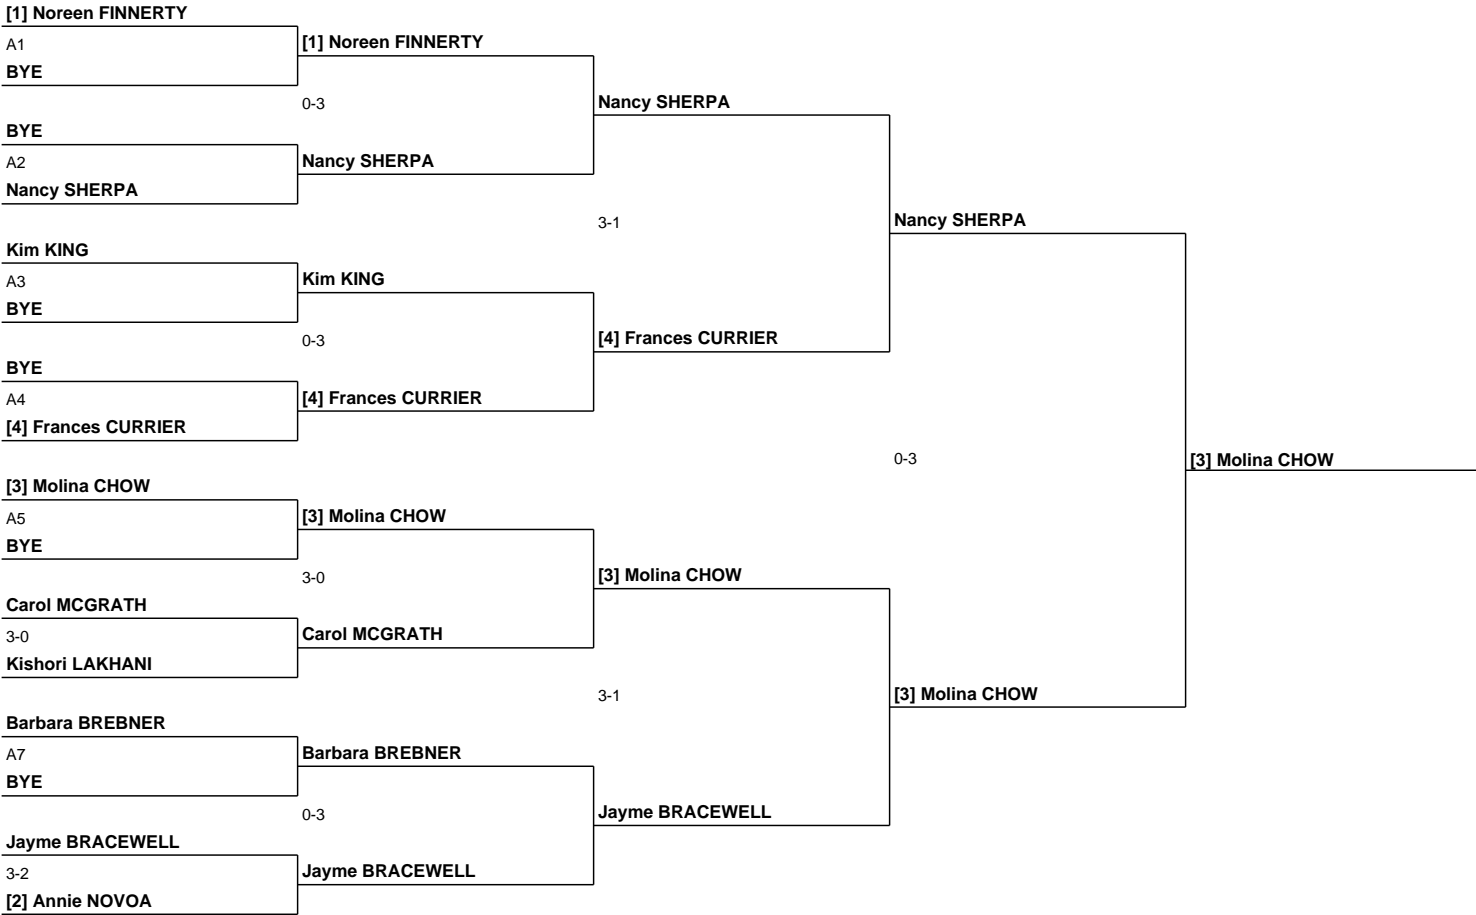 [1] Noreen FINNERTY
A1
[1] Noreen FINNERTY
BYE
0-3
Nancy SHERPA
BYE
A2
Nancy SHERPA
Nancy SHERPA
3-1
Nancy SHERPA
Kim KING
A3
Kim KING
BYE
0-3
[4] Frances CURRIER
BYE
A4
[4] Frances CURRIER
[4] Frances CURRIER
0-3
[3] Molina CHOW
[3] Molina CHOW
A5
[3] Molina CHOW
BYE
3-0
[3] Molina CHOW
Carol MCGRATH
3-0
Carol MCGRATH
Kishori LAKHANI
3-1
[3] Molina CHOW
Barbara BREBNER
A7
Barbara BREBNER
BYE
0-3
Jayme BRACEWELL
Jayme BRACEWELL
3-2
Jayme BRACEWELL
[2] Annie NOVOA